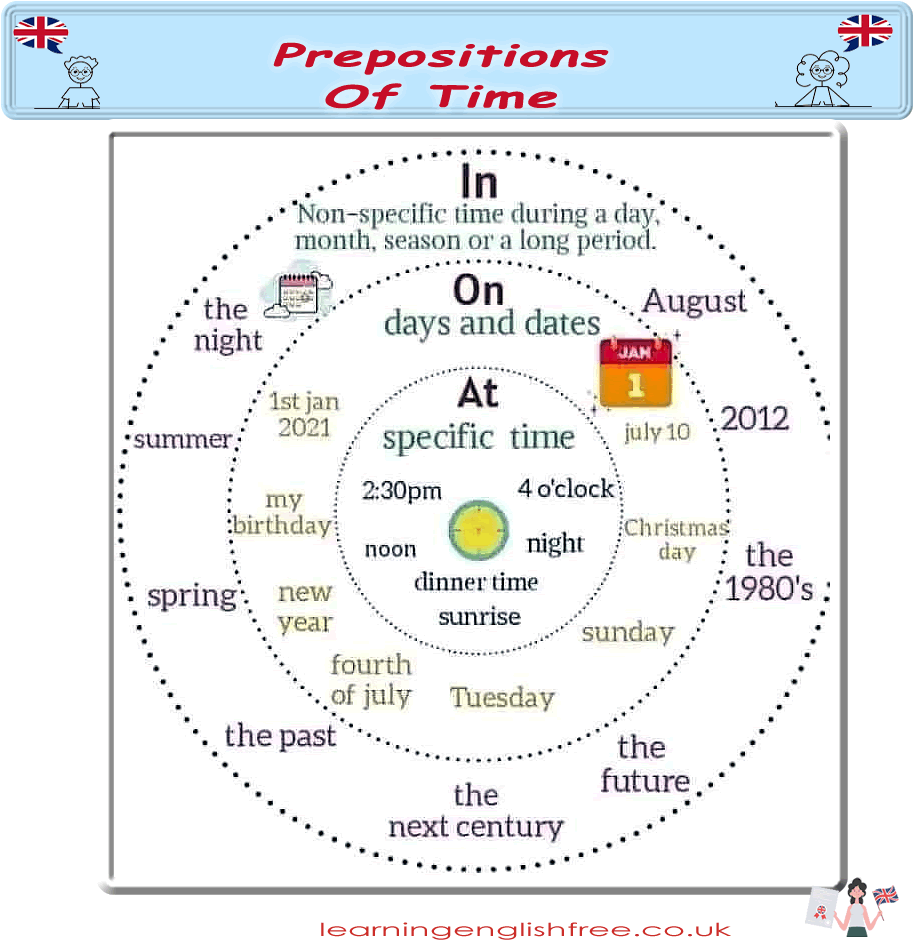 Prepositions
Of Time
In
Non-specific time during a day,
month, season or a long period.
On
days and dates
At
specific time
the
night
August
JAN
1
1st jan
2021
july 10
2012
summer
2:30pm
4 o'clock
my
birthday
noon
night
Christmas
day
the
1980's
dinner time
sunrise
spring
new
year
sunday
fourth
of july
Tuesday
the past
the
future
the
next century
learningenglishfree.co.uk